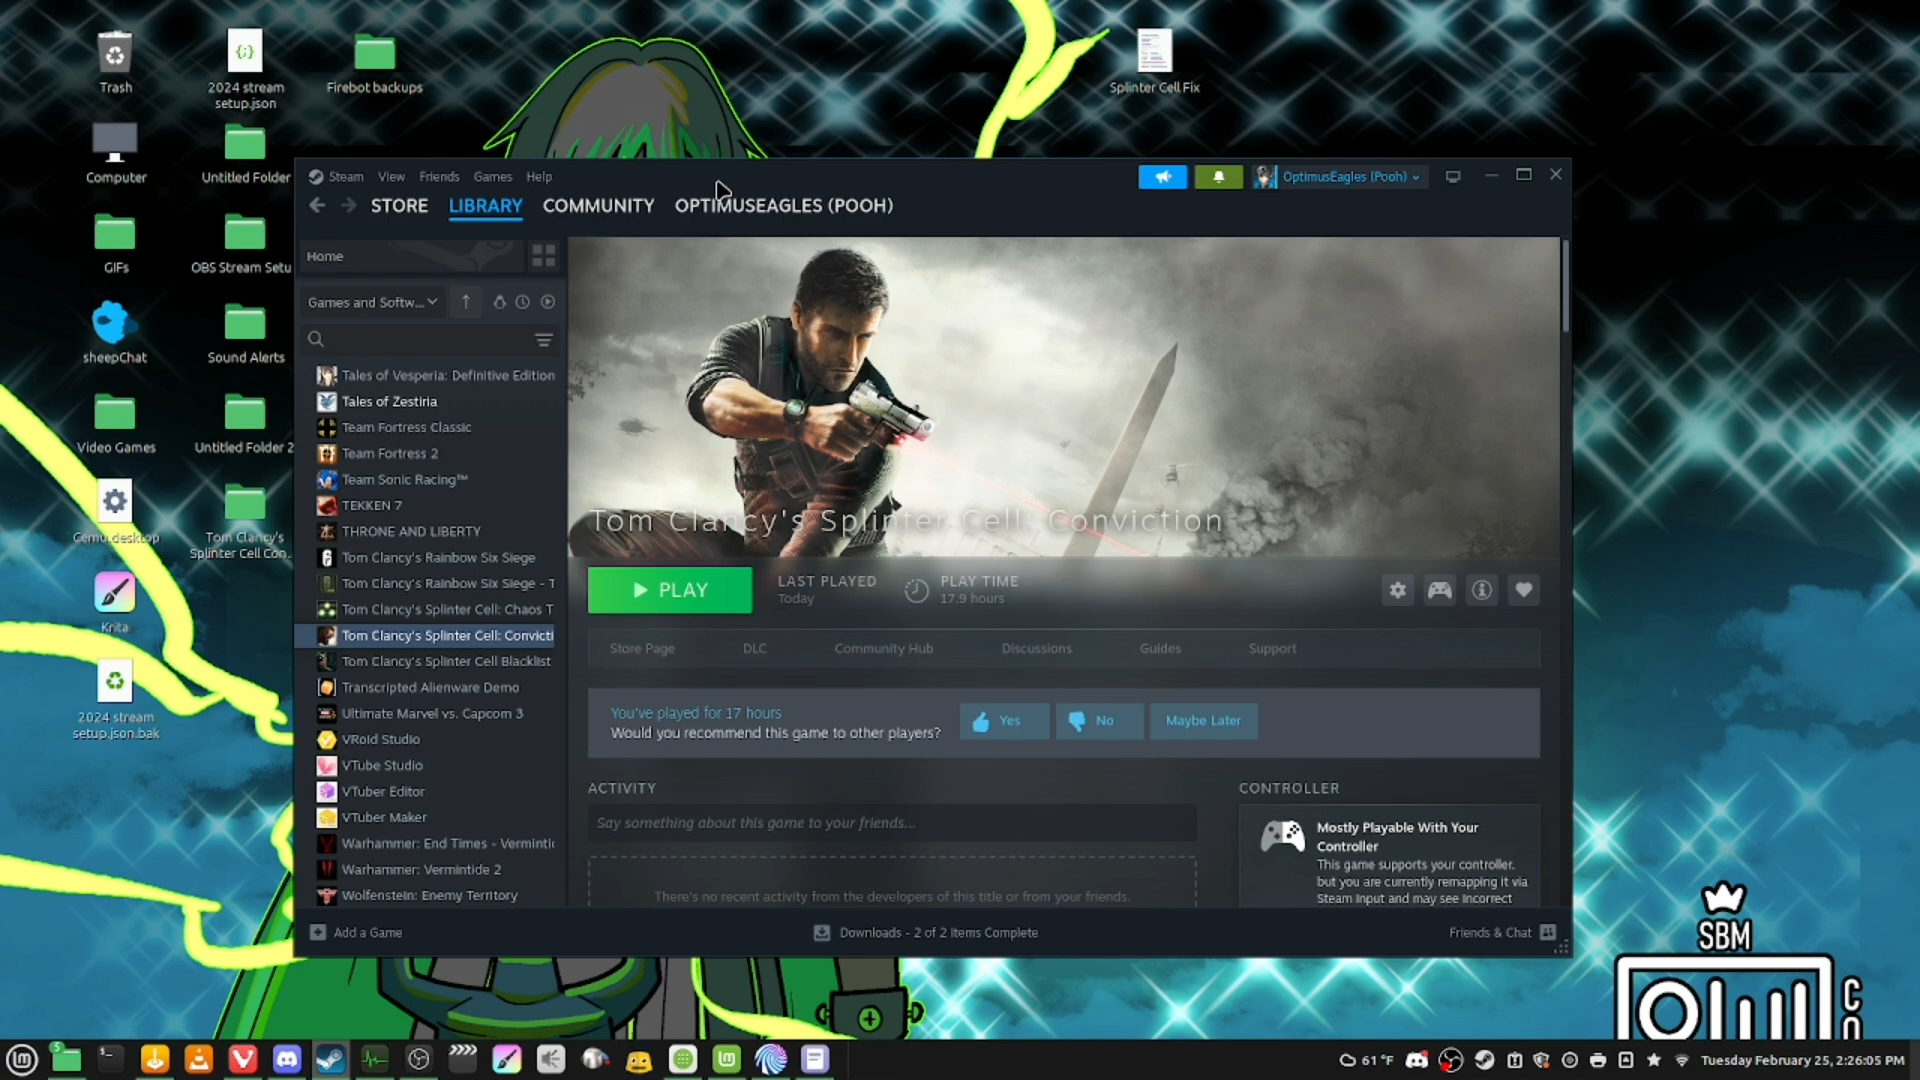 Trash
2024 stream
setup.json
Firebot backups
Splinter Cell Fix
Computer
Untitled Folder
GIFs
OBS Stream Setu
sheepChat
Sound Alerts
Video Games
Untitled Folder 2
Cemu.desktop
Tom Clancy's
Splinter Cell Con...
Krita
2024 stream
setup.json.bak
Steam View Friends Games Help
OptimusEagles (Pooh)
STORE LIBRARY COMMUNITY OPTIMUSEAGLES (POOH)
Home
Games and Softw...
Tales of Vesperia: Definitive Edition
Tales of Zestiria
Team Fortress Classic
Team Fortress 2
Team Sonic Racing™
TEKKEN 7
THRONE AND LIBERTY
Tom Clancy's Rainbow Six Siege
Tom Clancy's Rainbow Six Siege - T
Tom Clancy's Splinter Cell: Chaos T
Tom Clancy's Splinter Cell: Convicti
Tom Clancy's Splinter Cell Blacklist
Transcripted Alienware Demo
Ultimate Marvel vs. Capcom 3
VRoid Studio
VTube Studio
VTuber Editor
VTuber Maker
Warhammer: End Times - Verminti
Warhammer: Vermintide 2
Wolfenstein: Enemy Territory
Tom Clancy's Splinter Cell: Conviction
PLAY
LAST PLAYED
Today
PLAY TIME
17.9 hours
Store Page DLC Community Hub Discussions Guides Support
You've played for 17 hours
Would you recommend this game to other players?
Yes No Maybe Later
ACTIVITY
Say something about this game to your friends...
There's no recent activity from the developers of this title or from your friends.
CONTROLLER
Mostly Playable With Your
Controller
This game supports your controller,
but you are currently remapping it via
Steam Input and may see incorrect
Add a Game
Downloads - 2 of 2 Items Complete
Friends & Chat
SBM
61 °F
Tuesday February 25, 2:26:05 PM